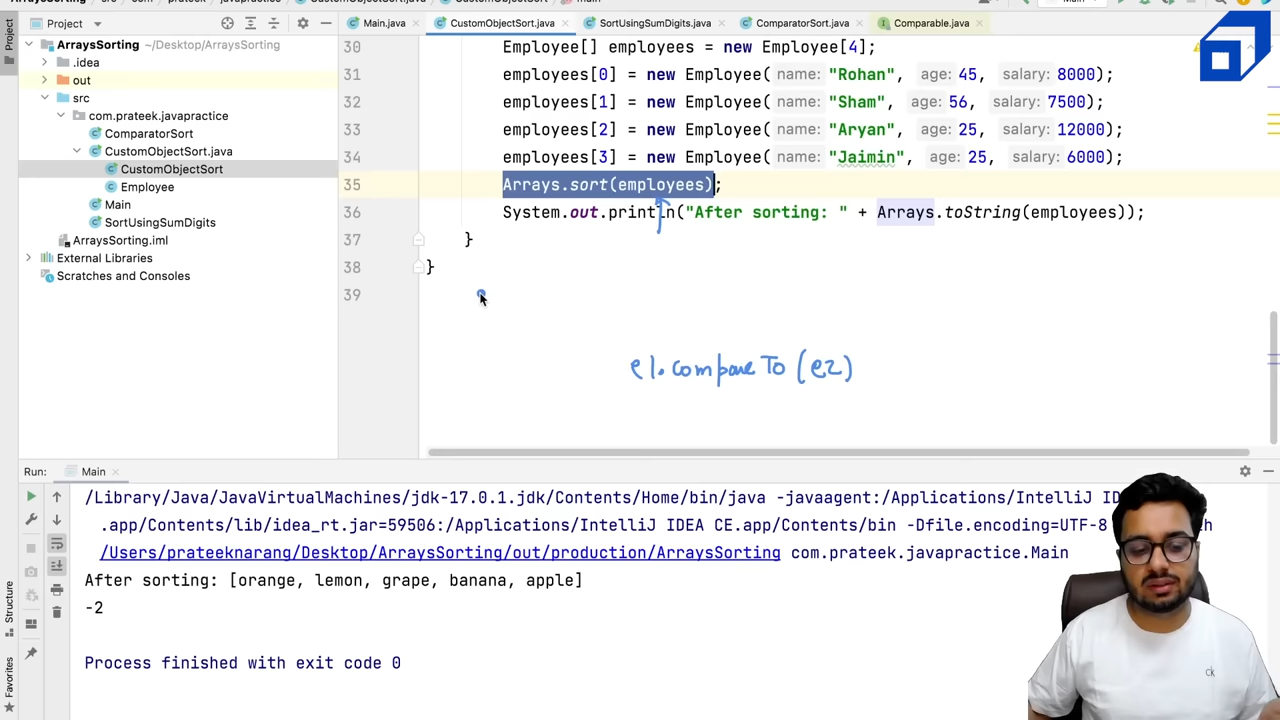 ArraysSorting
Project
Main.java
CustomObjectSort.java
SortUsingSumDigits.java
ComparatorSort.java
Comparable.java
Project
ArraysSorting ~/Desktop/ArraysSorting
.idea
out
src
com.prateek.javapractice
ComparatorSort
CustomObjectSort.java
CustomObjectSort
Employee
Main
SortUsingSumDigits
ArraysSorting.iml
External Libraries
Scratches and Consoles
30 Employee[] employees = new Employee[4];
31 employees[0] = new Employee( name: "Rohan", age: 45, salary: 8000);
32 employees[1] = new Employee( name: "Sham", age: 56, salary: 7500);
33 employees[2] = new Employee( name: "Aryan", age: 25, salary: 12000);
34 employees[3] = new Employee( name: "Jaimin", age: 25, salary: 6000);
35 Arrays.sort(employees);
36 System.out.println("After sorting: " + Arrays.toString(employees));
37 }
38 }
39
e1.compareTo(e2)
Run: Main
/Library/Java/JavaVirtualMachines/jdk-17.0.1.jdk/Contents/Home/bin/java -javaagent:/Applications/IntelliJ
.app/Contents/lib/idea_rt.jar=59506:/Applications/IntelliJ IDEA CE.app/Contents/bin -Dfile.encoding=UTF-8
/Users/prateeknarang/Desktop/ArraysSorting/out/production/ArraysSorting com.prateek.javapractice.Main
After sorting: [orange, lemon, grape, banana, apple]
-2
Process finished with exit code 0
Structure
Favorites
ck